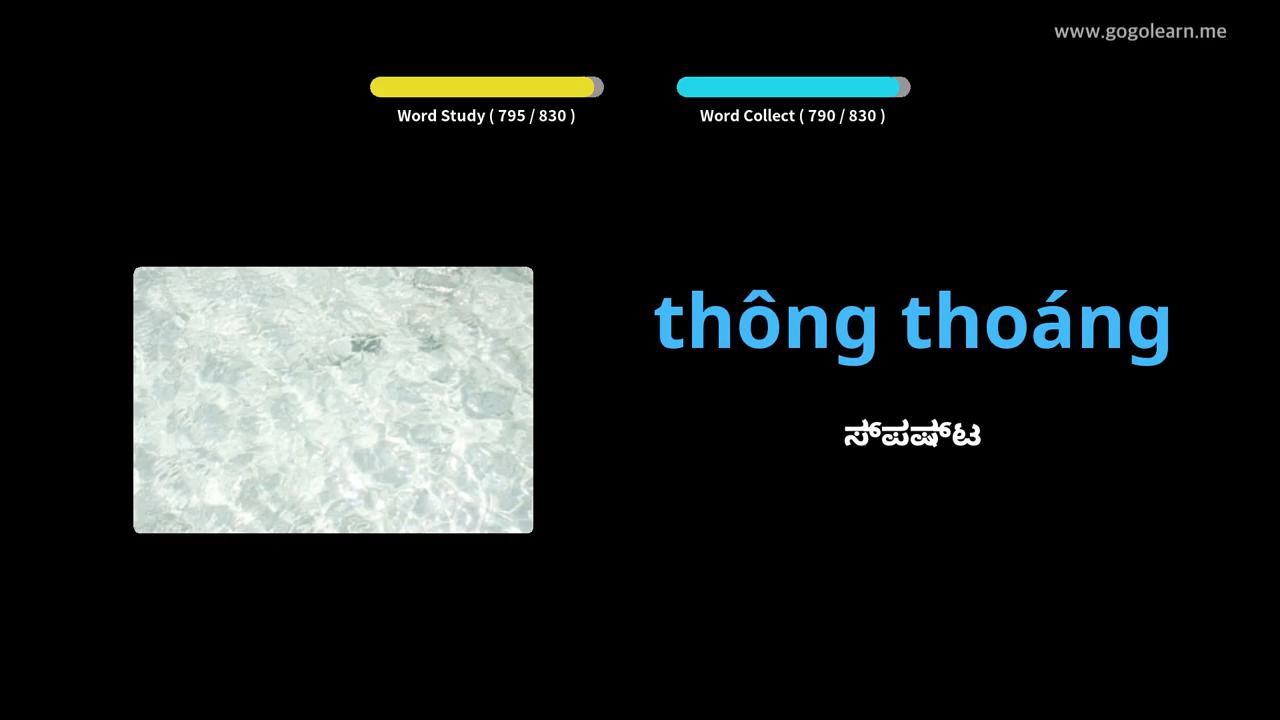 www.gogolearn.me
Word Study ( 795 / 830 )
Word Collect ( 790 / 830 )
thông thoáng
ಸ್‌ಪಷ್‌ಟ